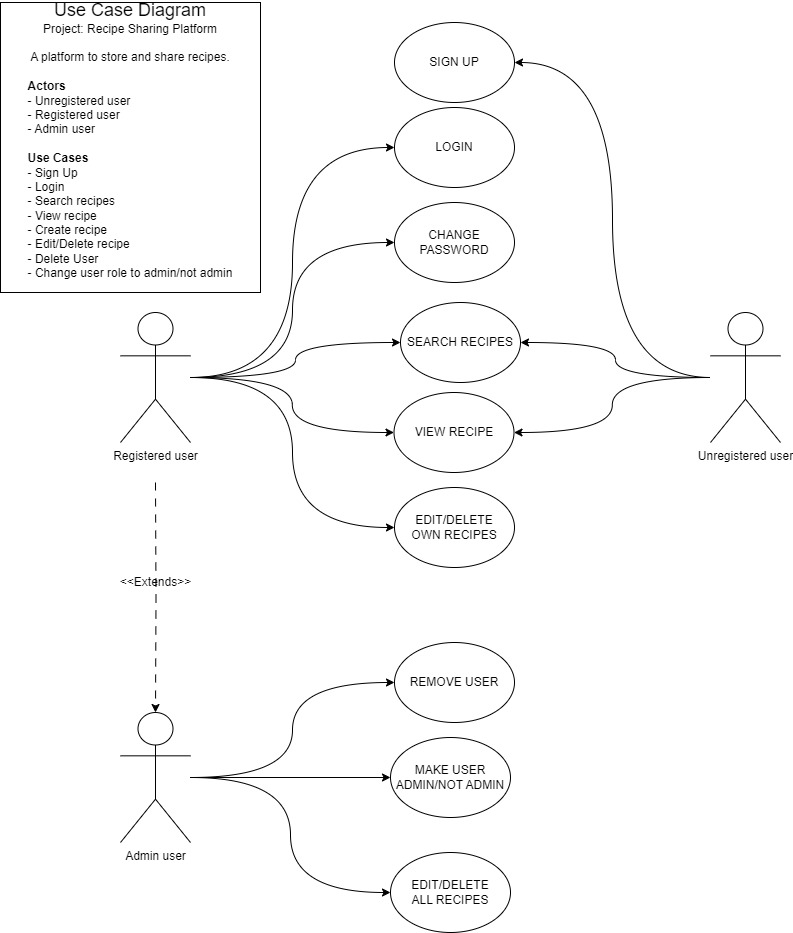 Use Case Diagram
Project: Recipe Sharing Platform
A platform to store and share recipes.
Actors
- Unregistered user
- Registered user
- Admin user
Use Cases
- Sign Up
- Login
- Search recipes
- View recipe
- Create recipe
- Edit/Delete recipe
- Delete User
- Change user role to admin/not admin
SIGN UP
LOGIN
CHANGE
PASSWORD
SEARCH RECIPES
VIEW RECIPE
Registered user
Unregistered user
EDIT/DELETE
OWN RECIPES
<<Extends>>
REMOVE USER
MAKE USER
ADMIN/NOT ADMIN
Admin user
EDIT/DELETE
ALL RECIPES